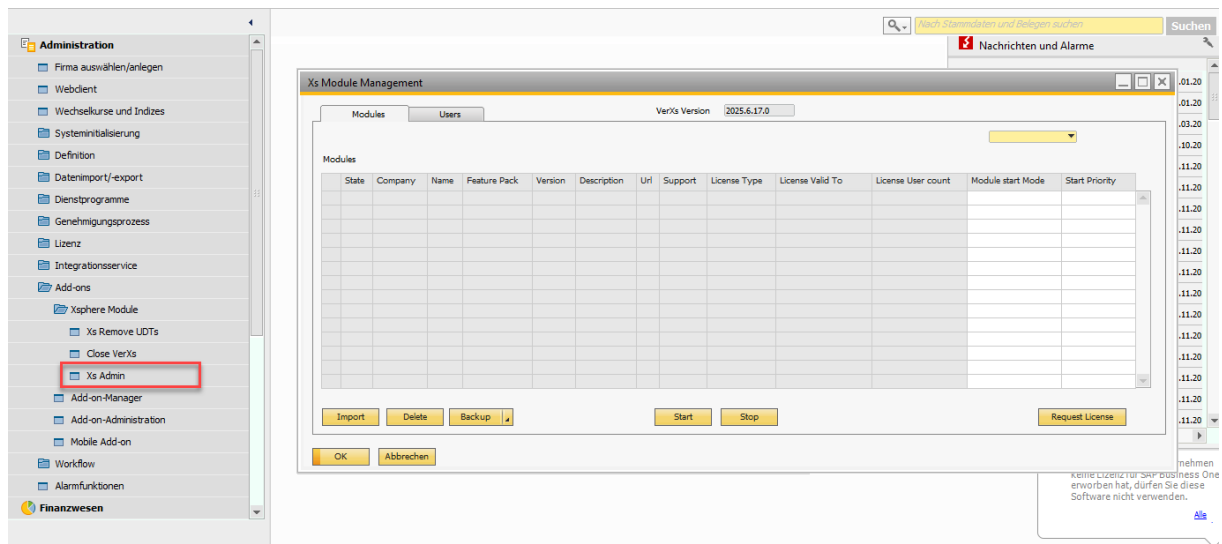 Nach Stammdaten und Belegen suchen
Suchen
Administration
Firma auswählen/anlegen
Webdient
Wechselkurse und Indizes
Systeminitialisierung
Definition
Datenimport/-export
Dienstprogramme
Genehmigungsprozess
Lizenz
Integrationsservice
Add-ons
Xsphere Module
Xs Remove UDTs
Close VerXs
Xs Admin
Add-on-Manager
Add-on-Administration
Mobile Add-on
Workflow
Alarmfunktionen
Finanzwesen
Nachrichten und Alarme
Xs Module Management
Modules Users VerXs Version 2025.6.17.0
Modules
State Company Name Feature Pack Version Description Url Support License Type License Valid To License User count Module start Mode Start Priority
Import Delete Backup Start Stop Request License
OK Abbrechen
.01.20
.01.20
.03.20
.10.20
.11.20
.11.20
.11.20
.11.20
.11.20
.11.20
.11.20
.11.20
.11.20
.11.20
.11.20
.11.20
.11.20
nehmen
keine Lizenz für SAP Business One
erworben hat, dürfen Sie diese
Software nicht verwenden.
Alle